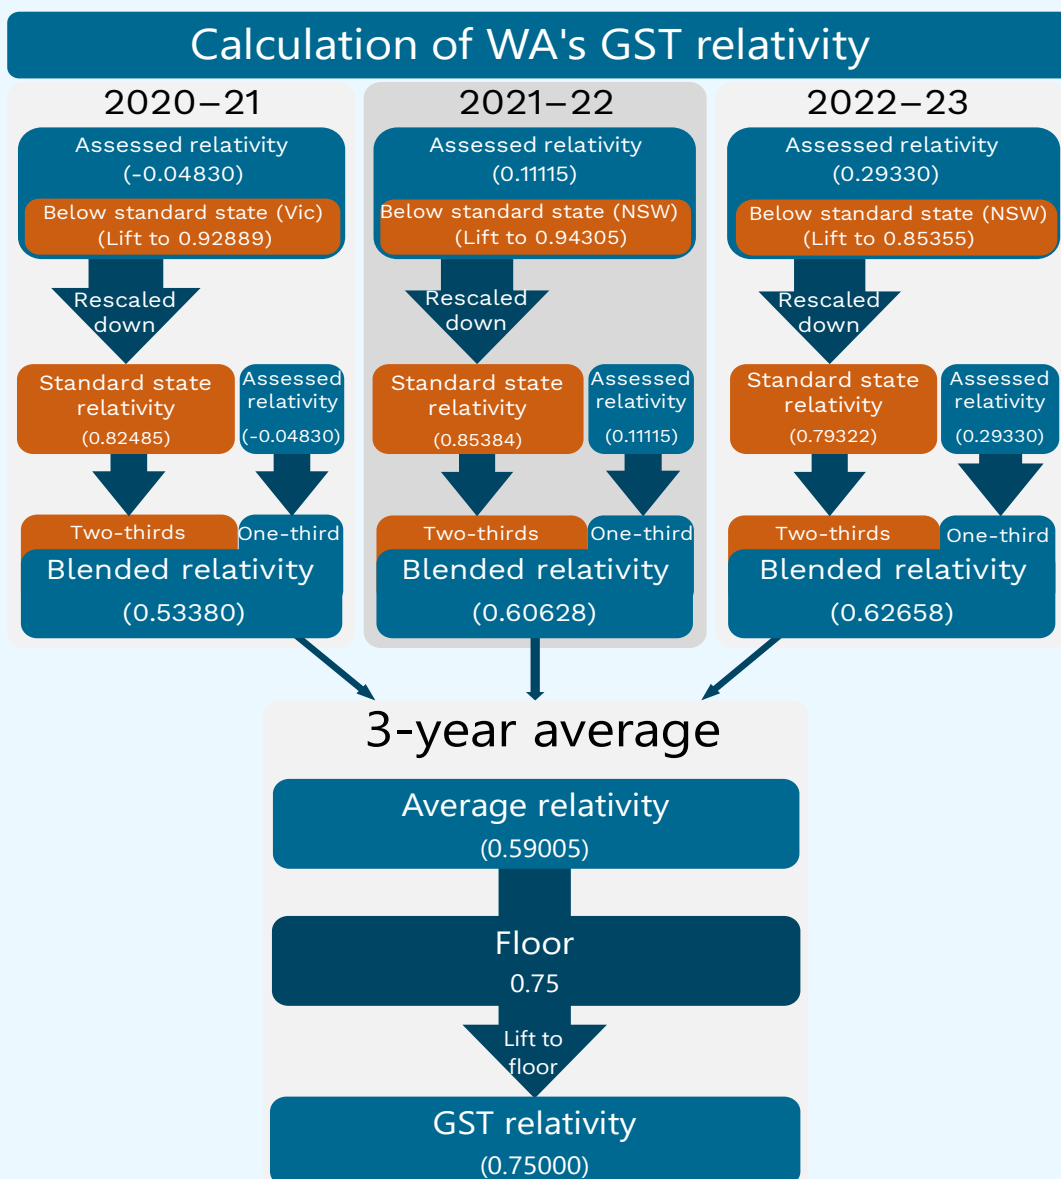 Calculation of WA's GST relativity
2020–21
Assessed relativity
(-0.04830)
Below standard state (Vic)
(Lift to 0.92889)
Rescaled
down
Standard state
relativity
(0.82485)
Assessed
relativity
(-0.04830)
Two-thirds
One-third
Blended relativity
(0.53380)
2021–22
Assessed relativity
(0.11115)
Below standard state (NSW)
(Lift to 0.94305)
Rescaled
down
Standard state
relativity
(0.85384)
Assessed
relativity
(0.11115)
Two-thirds
One-third
Blended relativity
(0.60628)
2022–23
Assessed relativity
(0.29330)
Below standard state (NSW)
(Lift to 0.85355)
Rescaled
down
Standard state
relativity
(0.79322)
Assessed
relativity
(0.29330)
Two-thirds
One-third
Blended relativity
(0.62658)
3-year average
Average relativity
(0.59005)
Floor
0.75
Lift to
floor
GST relativity
(0.75000)